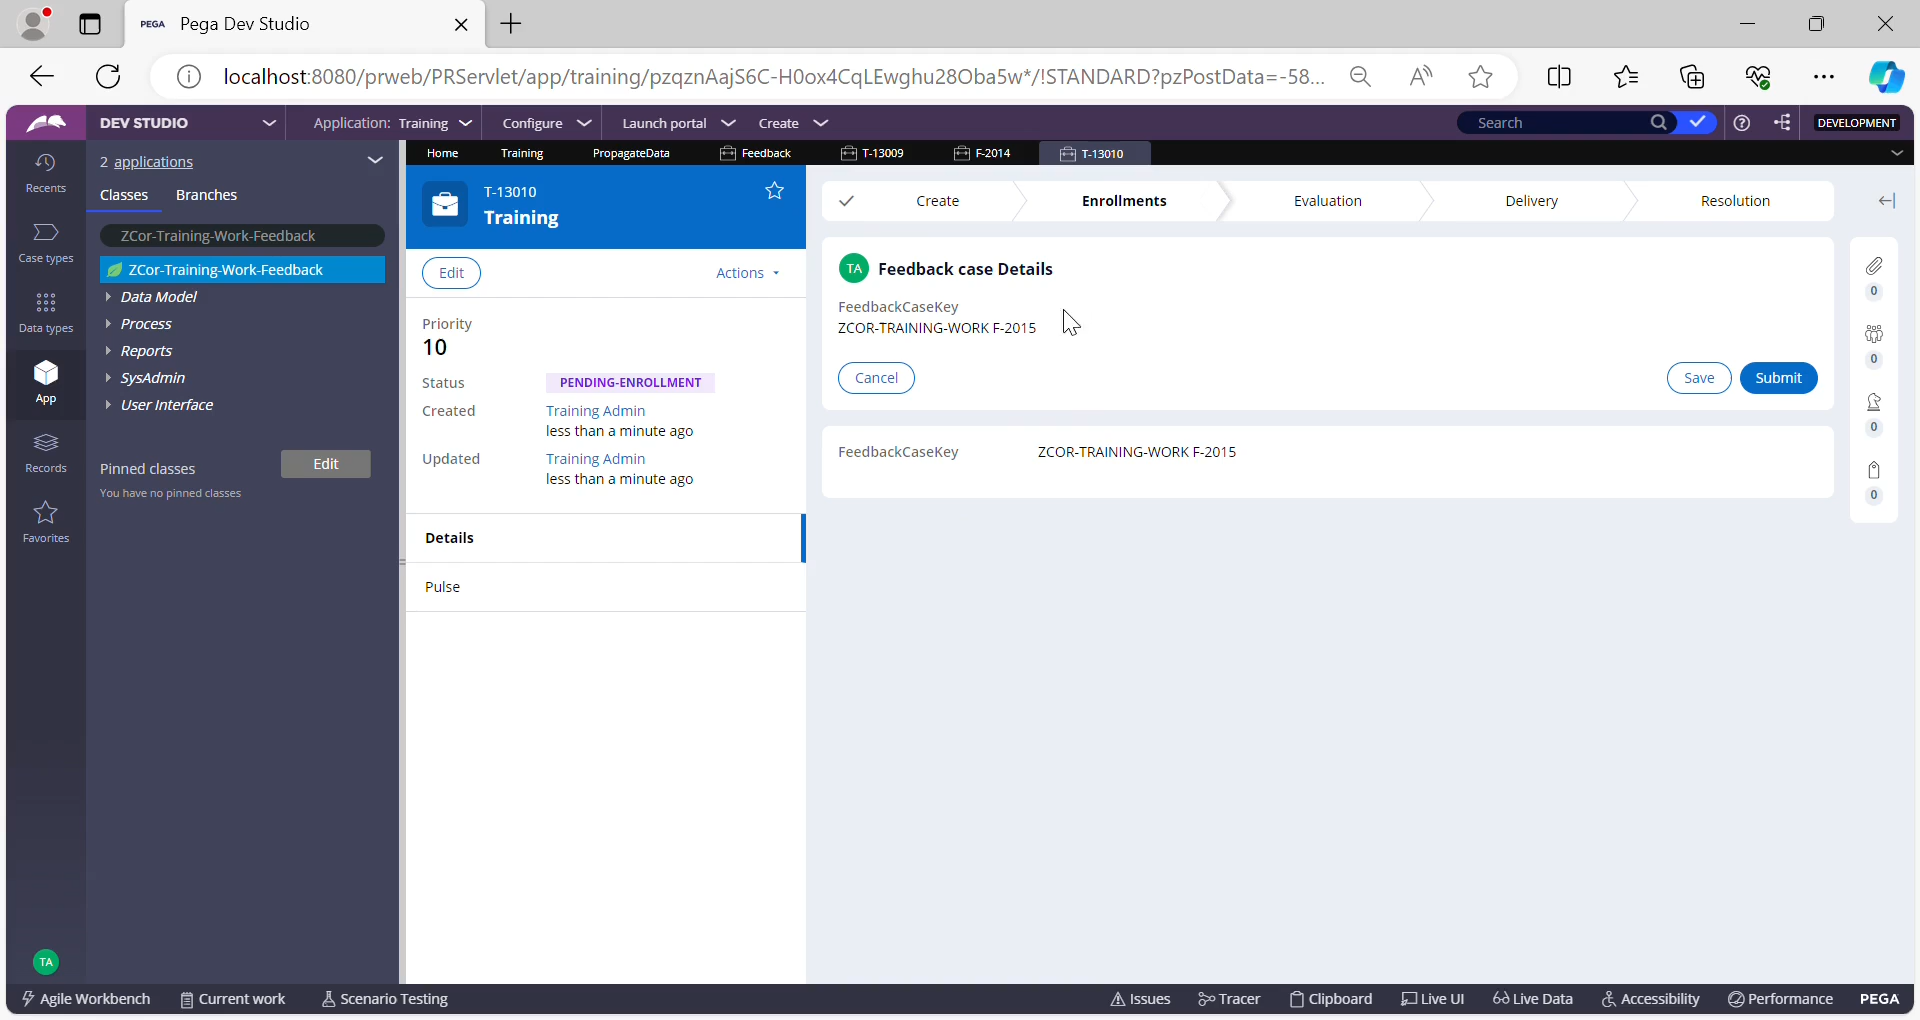 PEGA Pega Dev Studio
localhost:8080/prweb/PRServlet/app/training/pzqznAajS6C-H0ox4CqLEwghu28Oba5w*/!STANDARD?pzPostData=-58...
DEV STUDIO Application: Training Configure Launch portal Create Search DEVELOPMENT
Home Training PropagateData Feedback T-13009 F-2014 T-13010
Recents
Case types
Data types
App
Records
Favorites
TA
2 applications
Classes Branches
ZCor-Training-Work-Feedback
ZCor-Training-Work-Feedback
Data Model
Process
Reports
SysAdmin
User Interface
Pinned classes Edit
You have no pinned classes
T-13010
Training
Edit Actions
Priority
10
Status PENDING-ENROLLMENT
Created Training Admin
less than a minute ago
Updated Training Admin
less than a minute ago
Details
Pulse
Create Enrollments Evaluation Delivery Resolution
TA Feedback case Details
FeedbackCaseKey
ZCOR-TRAINING-WORK F-2015
Cancel Save Submit
FeedbackCaseKey ZCOR-TRAINING-WORK F-2015
0
0
0
0
Agile Workbench Current work Scenario Testing Issues Tracer Clipboard Live UI Live Data Accessibility Performance PEGA